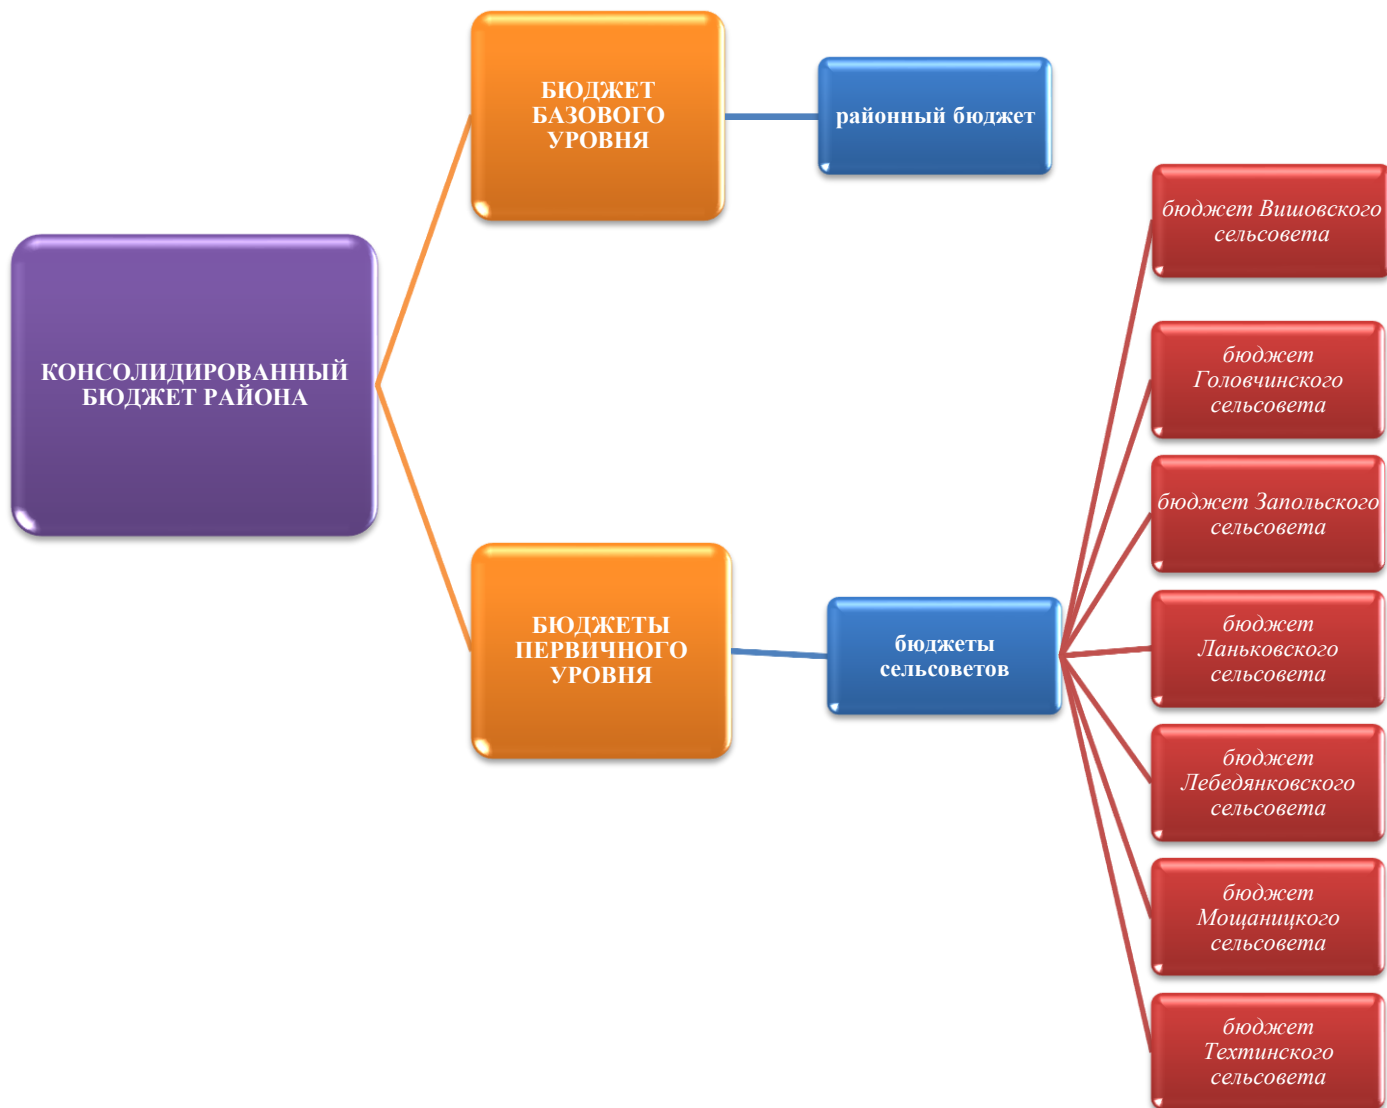 БЮДЖЕТ
БАЗОВОГО
УРОВНЯ
районный бюджет
КОНСОЛИДИРОВАННЫЙ
БЮДЖЕТ РАЙОНА
БЮДЖЕТЫ
ПЕРВИЧНОГО
УРОВНЯ
бюджеты
сельсоветов
бюджет Вишовского
сельсовета
бюджет
Головчинского
сельсовета
бюджет Запольского
сельсовета
бюджет
Ланьковского
сельсовета
бюджет
Лебедянковского
сельсовета
бюджет
Мощаницкого
сельсовета
бюджет
Техтинского
сельсовета